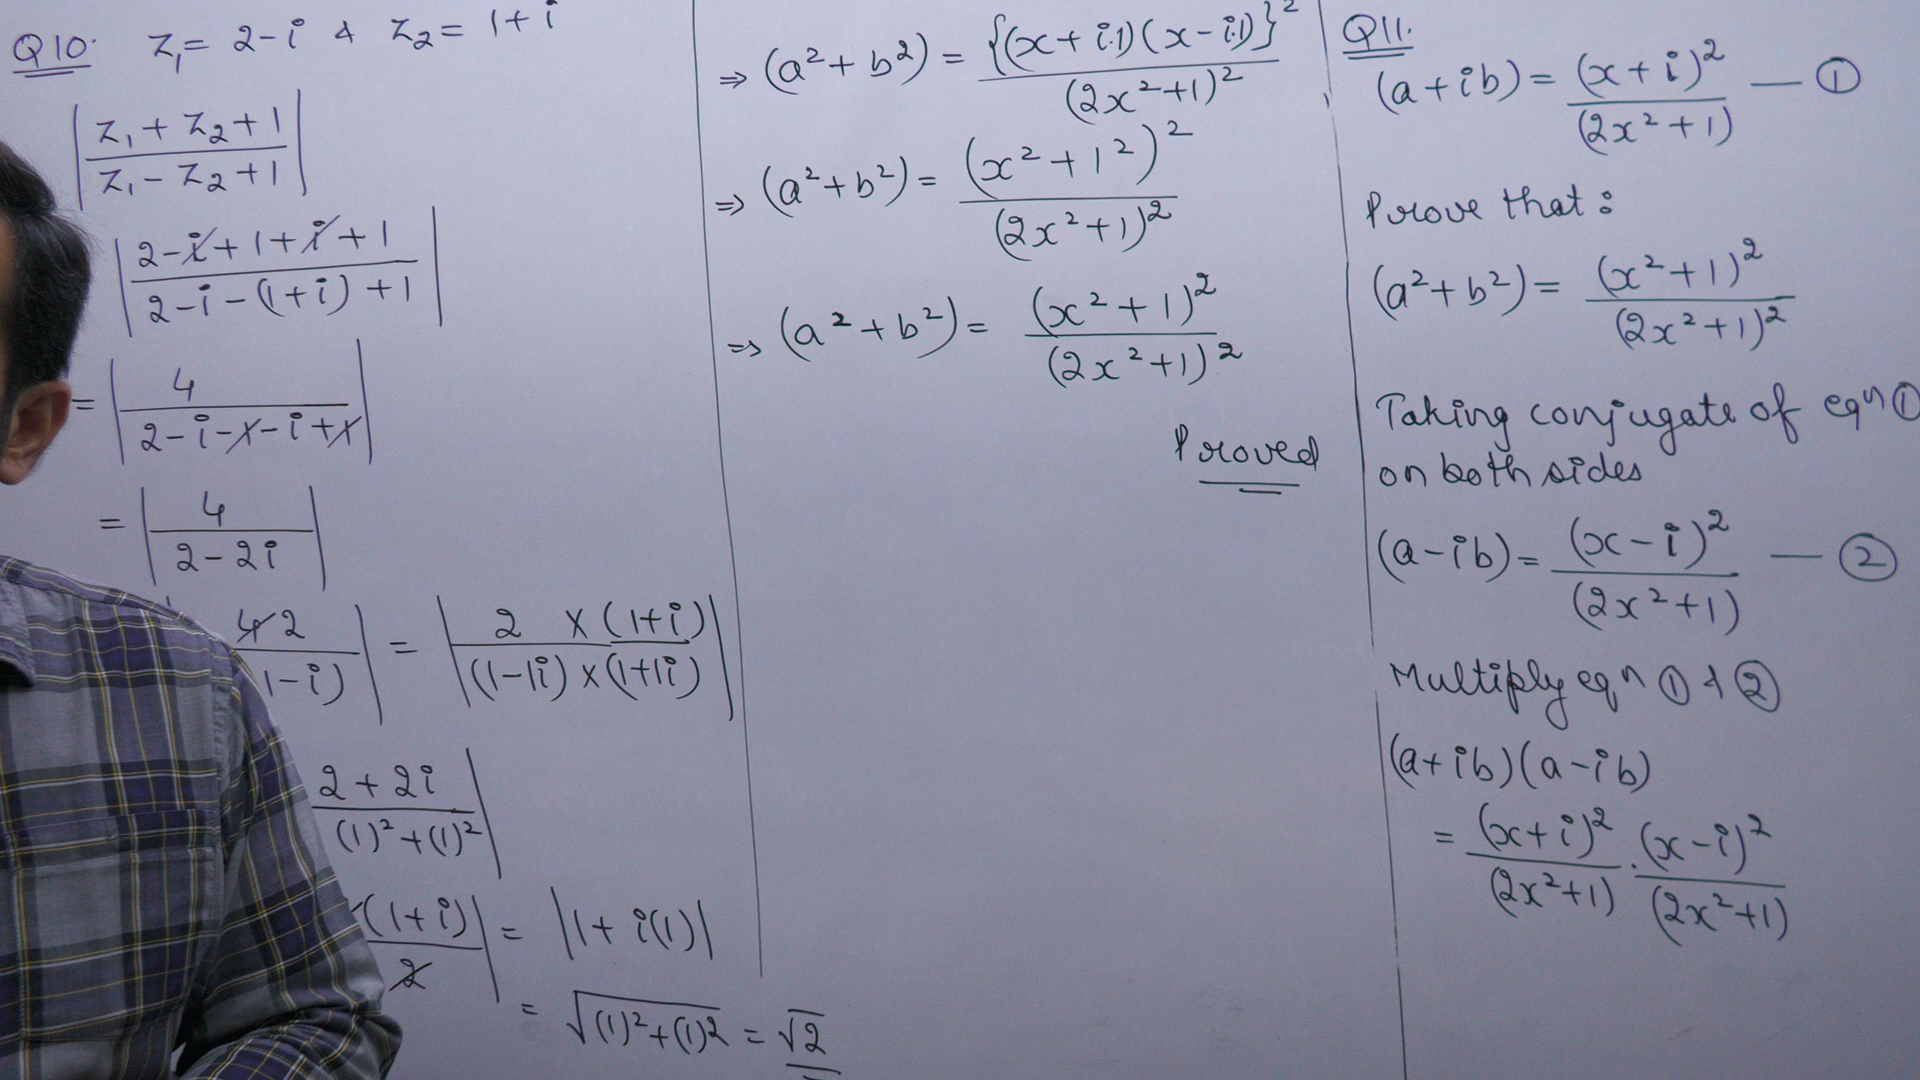 Q10. z₁ = 2-i & z₂ = 1+i
|(z₁ + z₂ + 1)/(z₁ - z₂ + 1)|
|(2-i+1+i+1)/(2-i-(1+i)+1)|
= |4/(2-i-1-i+1)|
= |4/(2-2i)|
4 2/(1-i)| = |2 × (1+i)/((1-1i) × (1+1i))|
2+2i/((1)²+(1)²)|
(1+i)/2| = |1+i(1)|
= √((1)²+(1)²) = √2
⇒ (a²+b²) = {(x+i.1)(x-i.1)}²/(2x²+1)²
⇒ (a²+b²) = (x²+1²)²/(2x²+1)²
⇒ (a²+b²) = (x²+1)²/(2x²+1)²
Proved
Q11.
(a+ib) = (x+i)²/(2x²+1) — ①
Prove that:
(a²+b²) = (x²+1)²/(2x²+1)²
Taking conjugate of eqⁿ ①
on both sides
(a-ib) = (x-i)²/(2x²+1) — ②
Multiply eqⁿ ① & ②
(a+ib)(a-ib)
= (x+i)²/(2x²+1) . (x-i)²/(2x²+1)